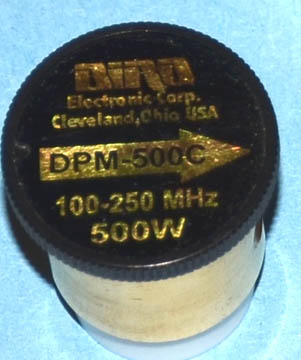 BIRD
Electronic Corp.
Cleveland,Ohio USA
DPM-500C
100-250 MHz
500W